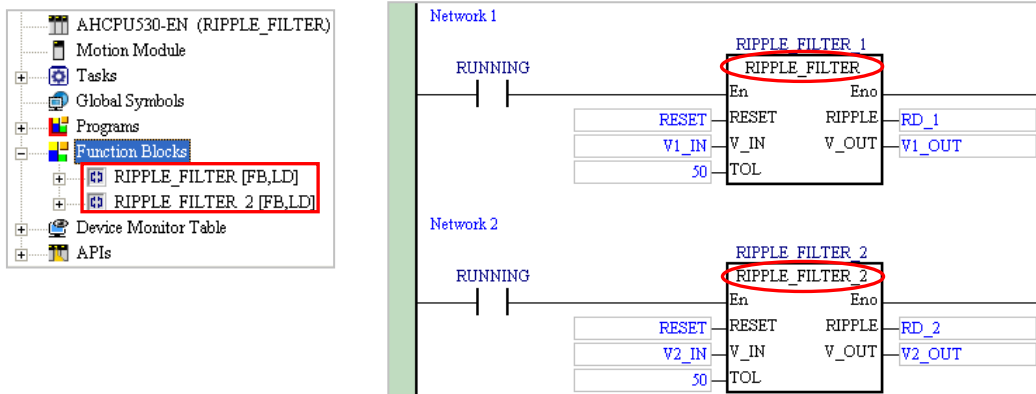 AHCPU530-EN (RIPPLE_FILTER)
Motion Module
Tasks
Global Symbols
Programs
Function Blocks
RIPPLE_FILTER [FB,LD]
RIPPLE_FILTER_2 [FB,LD]
Device Monitor Table
APIs
Network 1
RIPPLE_FILTER_1
RUNNING
RIPPLE_FILTER
En Eno
RESET RESET RIPPLE RD_1
V1_IN V_IN V_OUT V1_OUT
50 TOL
Network 2
RIPPLE_FILTER_2
RUNNING
RIPPLE_FILTER_2
En Eno
RESET RESET RIPPLE RD_2
V2_IN V_IN V_OUT V2_OUT
50 TOL